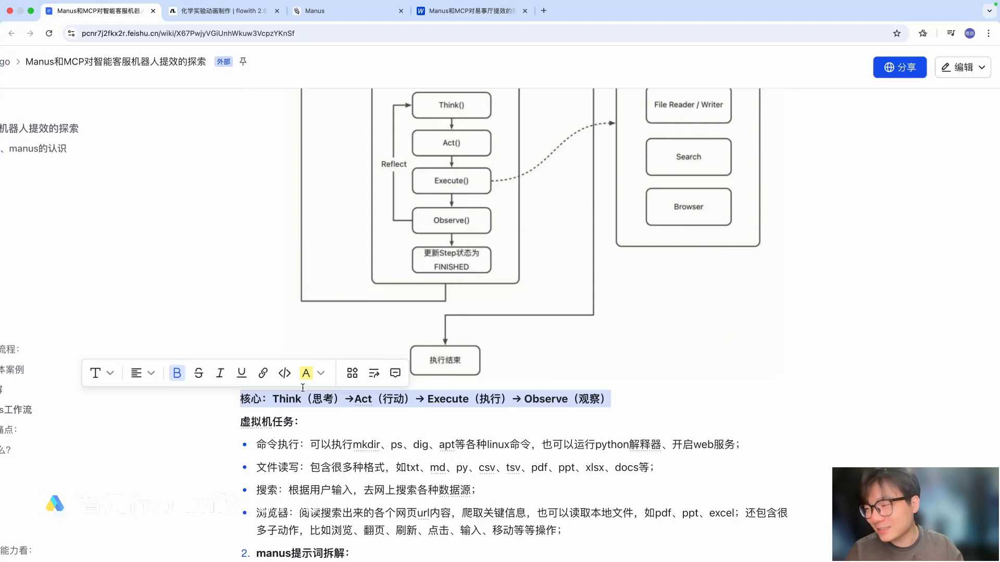 Manus和MCP对智能客服机器
化学实验动画制作 | flowith 2.0
Manus
Manus和MCP对易事厅提效的
pcnr7j2fkx2r.feishu.cn/wiki/X67PwjyVGiUnhWkuw3VcpzYKnSf
皓辰
go > Manus和MCP对智能客服机器人提效的探索 外部
分享
编辑
机器人提效的探索
、manus的认识
流程：
体案例
解
s工作流
痛点：
么?
能力看：
Think()
Act()
Reflect
Execute()
Observe()
更新Step状态为
FINISHED
File Reader / Writer
Search
Browser
执行结束
核心：Think（思考）→Act（行动）→ Execute（执行）→ Observe（观察）
虚拟机任务：
• 命令执行：可以执行mkdir、ps、dig、apt等各种linux命令，也可以运行python解释器、开启web服务；
• 文件读写：包含很多种格式，如txt、md、py、csv、tsv、pdf、ppt、xlsx、docs等；
• 搜索：根据用户输入，去网上搜索各种数据源；
• 浏览器：阅读搜索出来的各个网页url内容，爬取关键信息，也可以读取本地文件，如pdf、ppt、excel；还包含很
多子动作，比如浏览、翻页、刷新、点击、输入、移动等等操作；
2. manus提示词拆解：